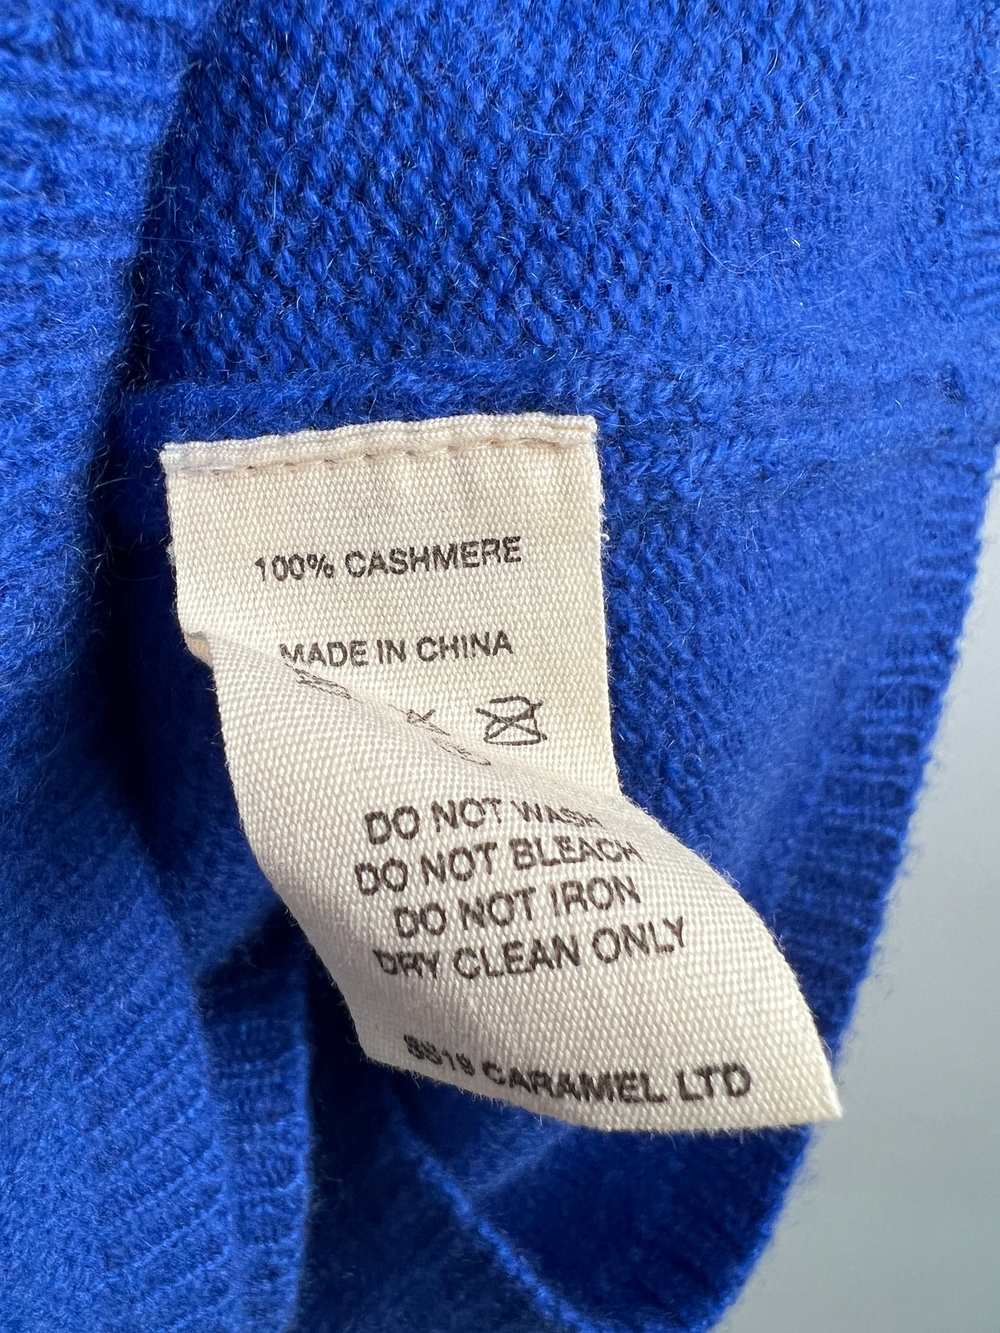 100% CASHMERE
MADE IN CHINA
DO NOT WASH
DO NOT BLEACH
DO NOT IRON
DRY CLEAN ONLY
SS19 CARAMEL LTD